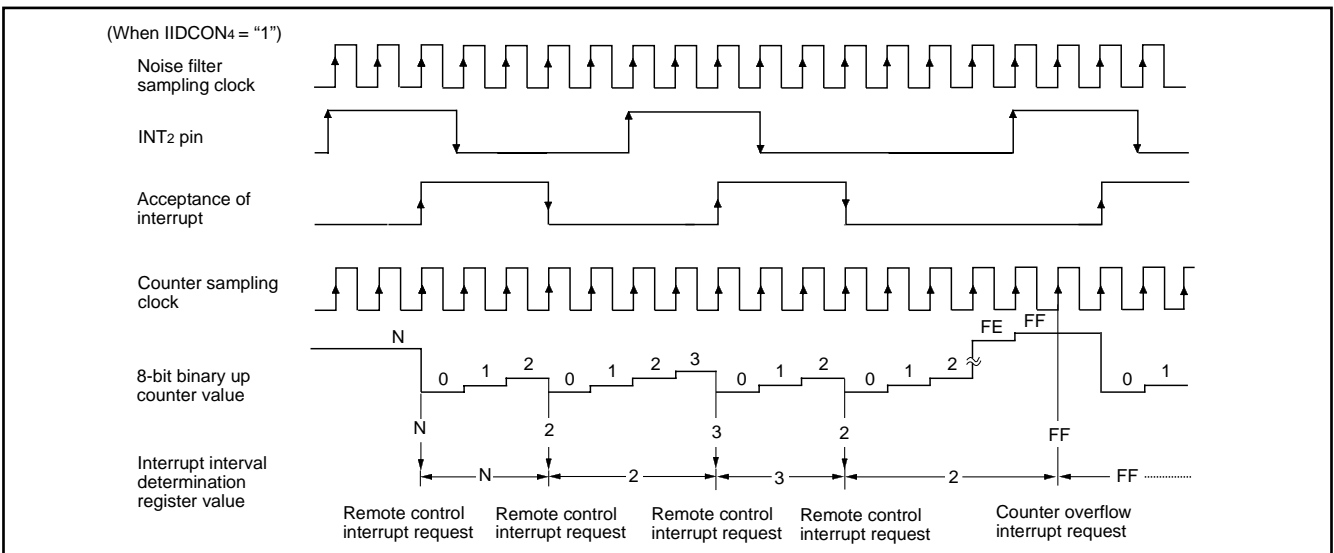 (When IIDCON4 = “1”)
Noise filter
sampling clock
INT2 pin
Acceptance of
interrupt
Counter sampling
clock
N
FE
FF
8-bit binary up
counter value
0
1
2
0
1
2
3
0
1
2
0
1
2
0
1
N
2
3
2
FF
Interrupt interval
determination
register value
N
2
3
2
FF
Remote control
interrupt request
Remote control
interrupt request
Remote control
interrupt request
Remote control
interrupt request
Counter overflow
interrupt request